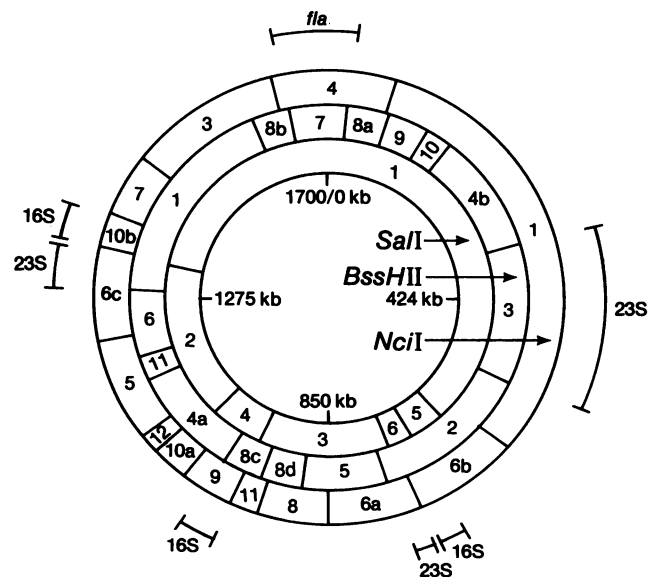 fla
4
3
8b
7
8a
9
10
7
1
1
4b
1
1700/0 kb
16S
10b
SalI
23S
BssHII
6c
1275 kb
424 kb
3
23S
6
2
NciI
11
5
850 kb
4
5
6
2
4a
3
12
10a
8c
8d
5
6b
9
11
8
6a
16S
16S
23S